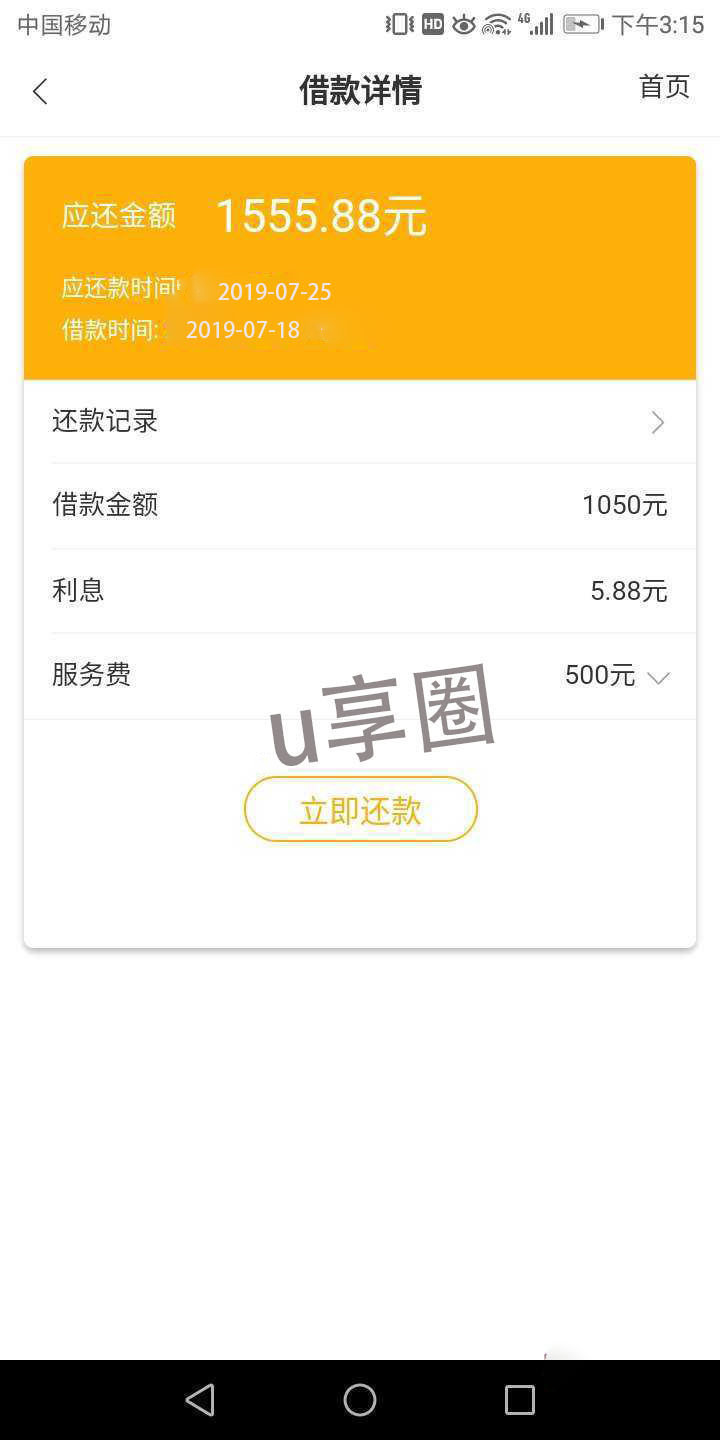 中国移动 HD 4G 下午3:15
借款详情 首页
应还金额 1555.88元
应还款时间: 2019-07-25
借款时间: 2019-07-18
还款记录
借款金额 1050元
利息 5.88元
服务费 500元
u享圈
立即还款